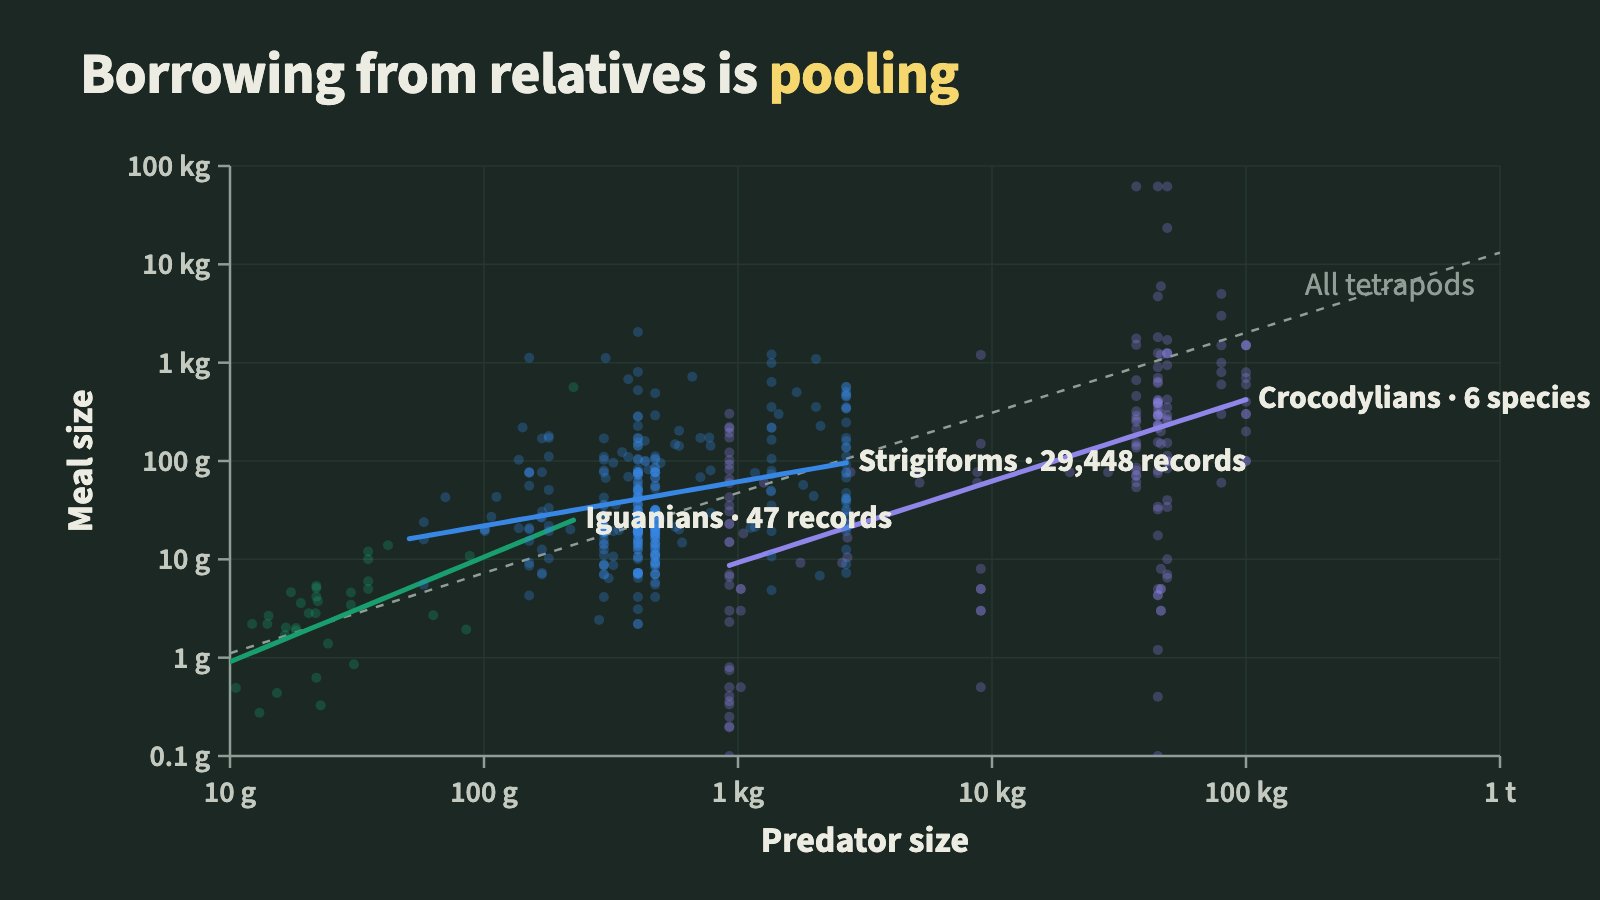 Borrowing from relatives is pooling
100 kg
10 kg
All tetrapods
1 kg
Crocodylians · 6 species
Meal size
100 g
Strigiforms · 29,448 records
Iguanians · 47 records
10 g
1 g
0.1 g
10 g
100 g
1 kg
10 kg
100 kg
1 t
Predator size